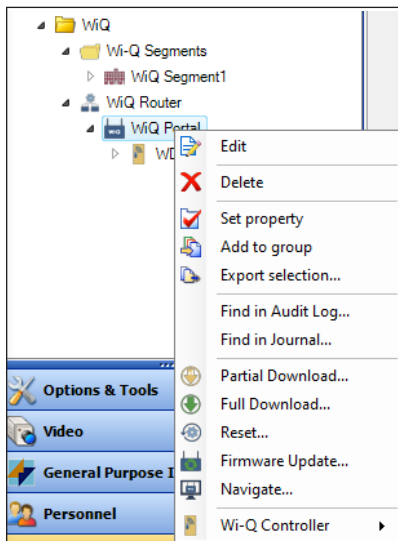 WiQ
Wi-Q Segments
WiQ Segment1
WiQ Router
WiQ Portal
Edit
Delete
Set property
Add to group
Export selection...
Find in Audit Log...
Find in Journal...
Partial Download...
Full Download...
Reset...
Firmware Update...
Navigate...
Wi-Q Controller
Options & Tools
Video
General Purpose I
Personnel